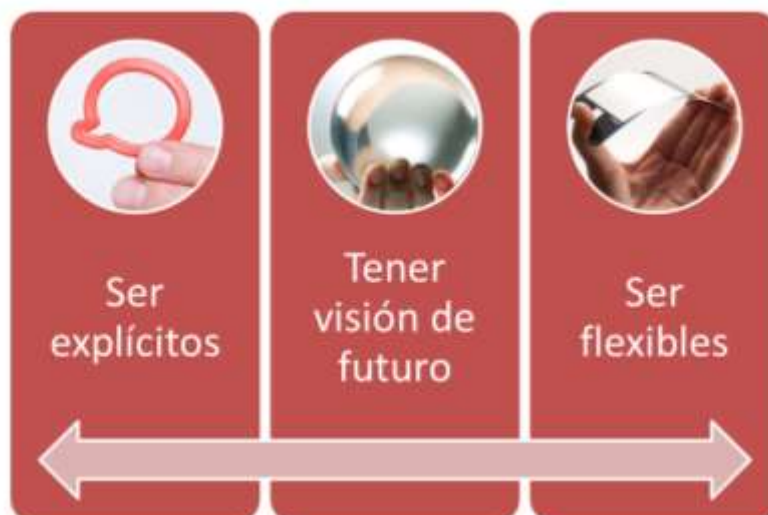 Ser
explícitos
Tener
visión de
futuro
Ser
flexibles